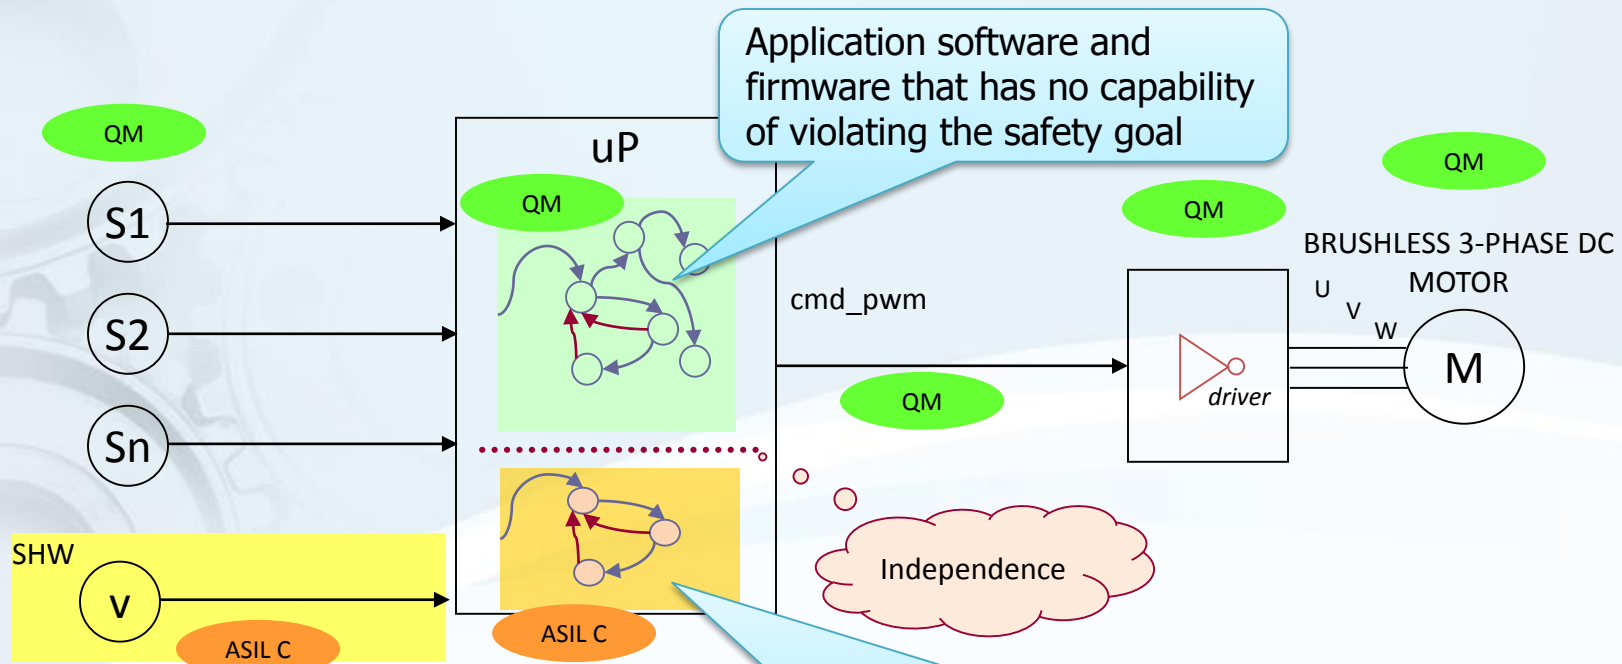 Application software and
firmware that has no capability
of violating the safety goal
QM
uP
QM
QM
QM
QM
S1
BRUSHLESS 3-PHASE DC
MOTOR
cmd_pwm
U
V
W
S2
M
driver
QM
Sn
SHW
Independence
v
ASIL C
ASIL C